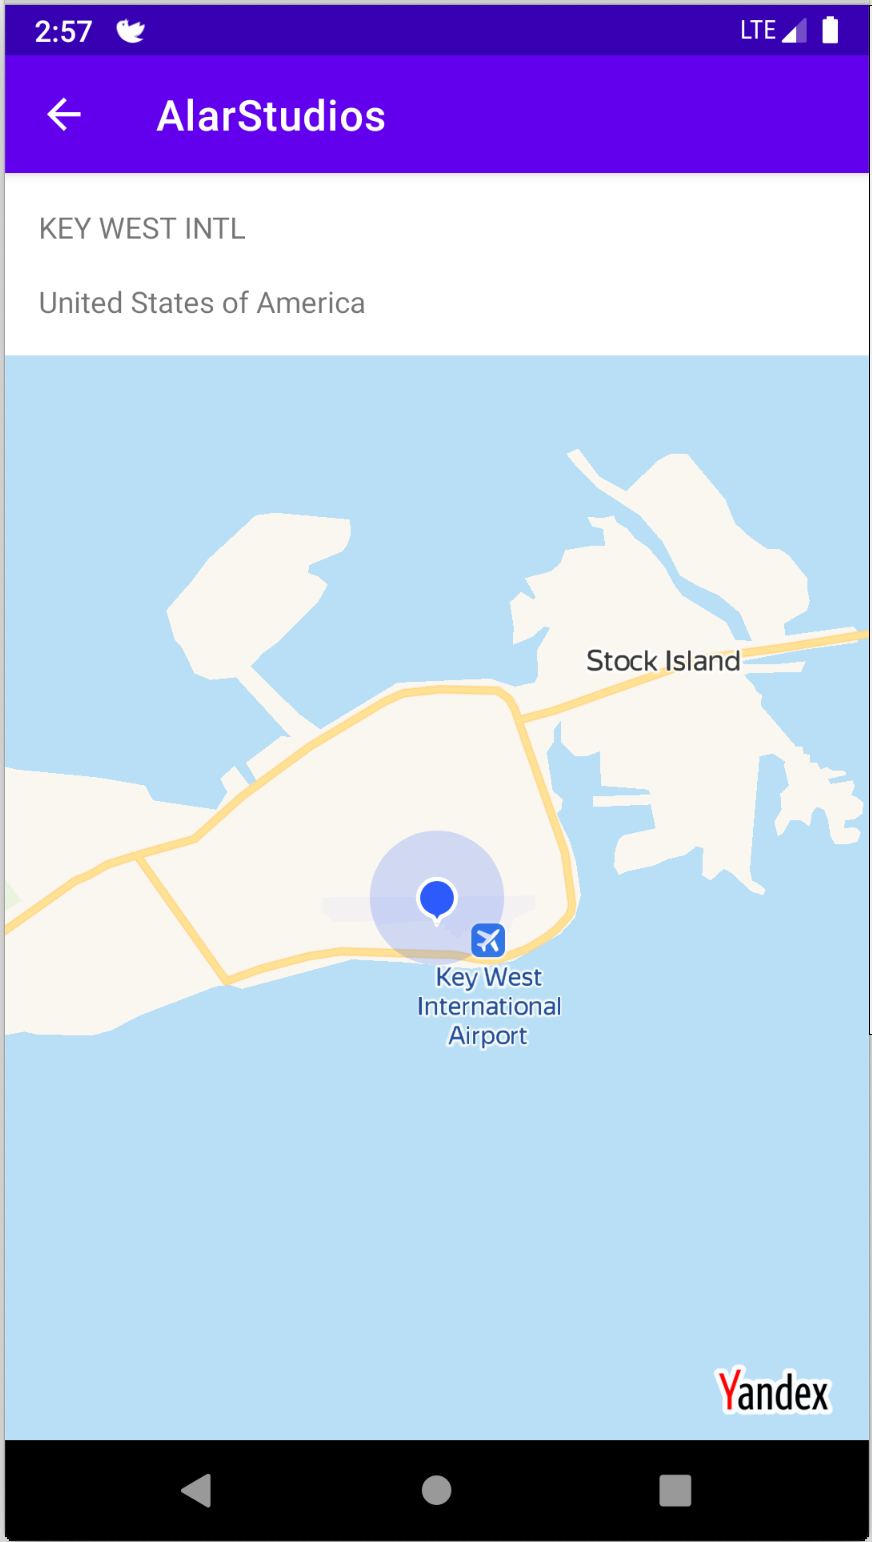 2:57
LTE
AlarStudios
KEY WEST INTL
United States of America
Stock Island
Key West
International
Airport
Yandex